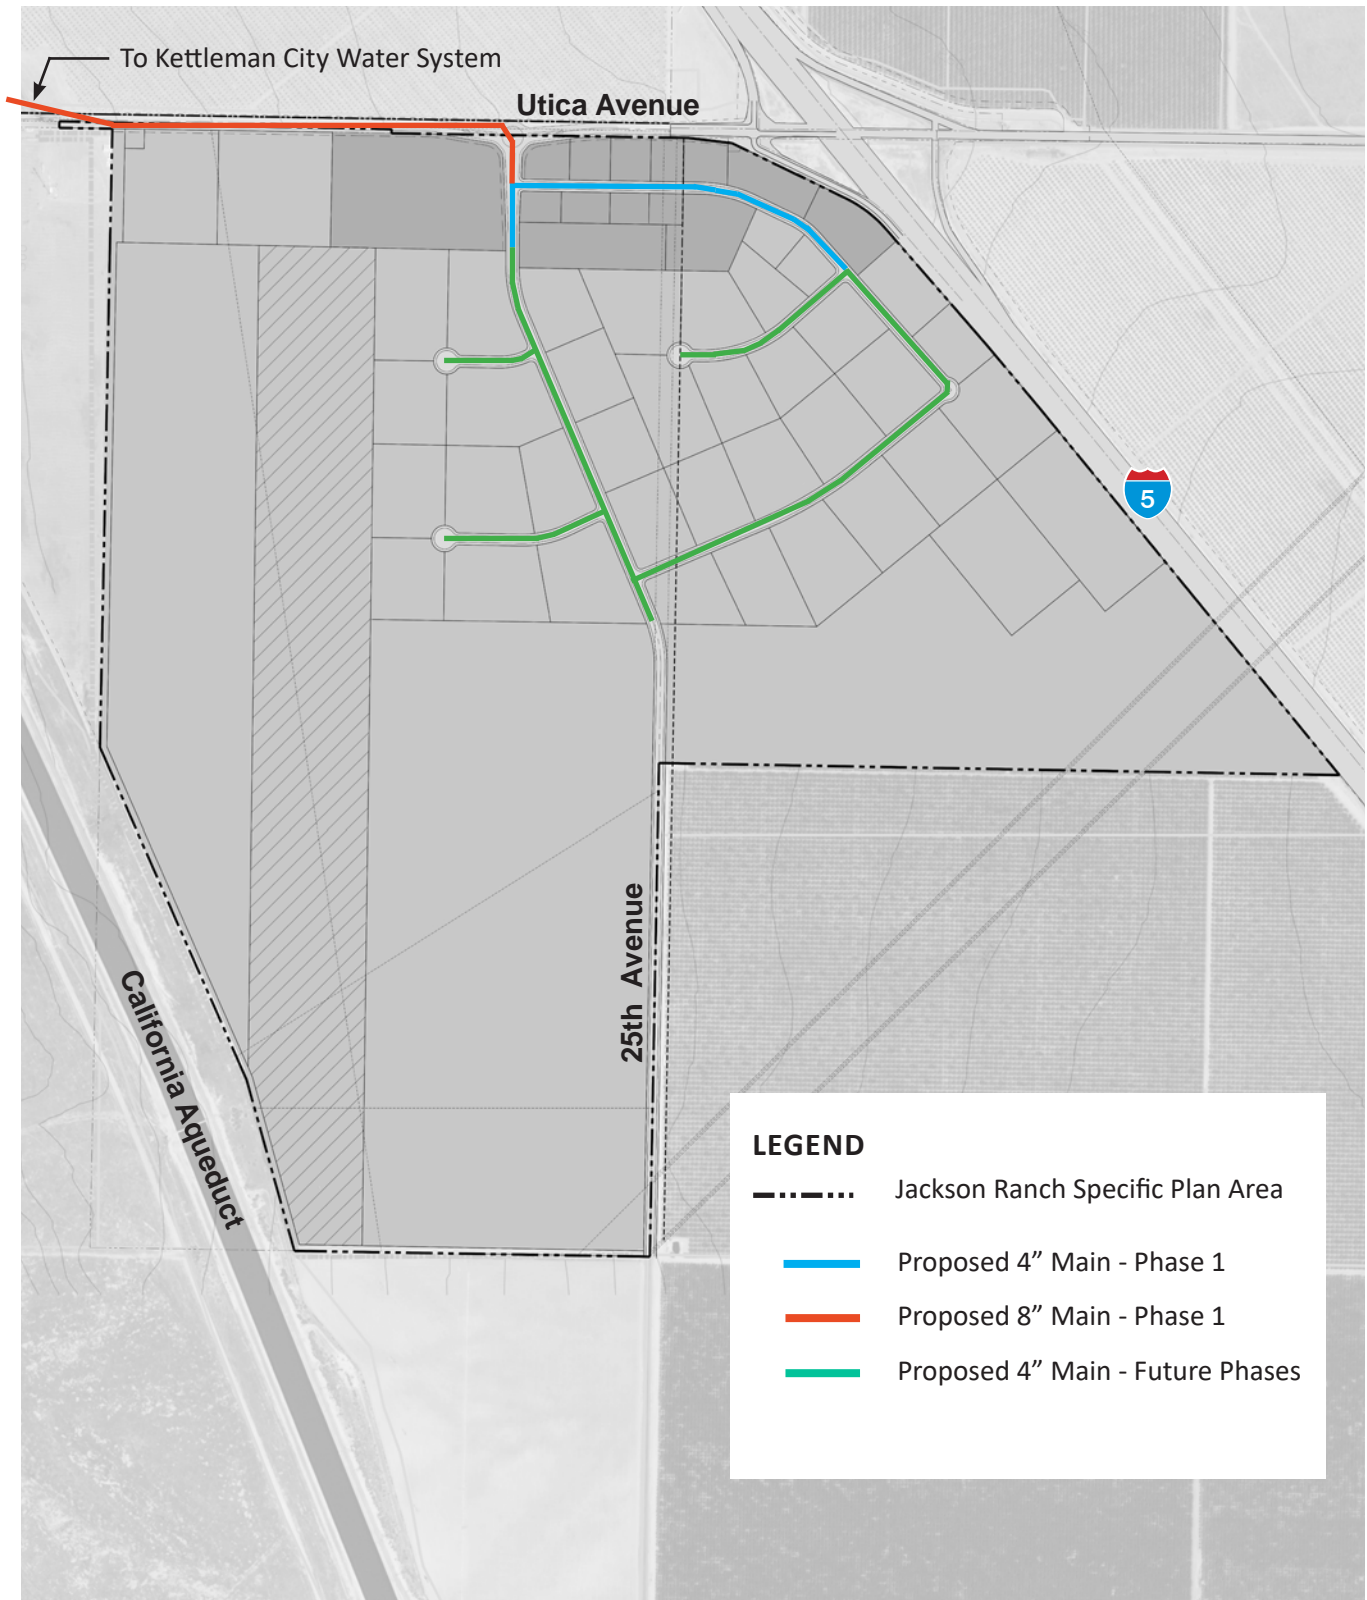 To Kettleman City Water System
Utica Avenue
5
25th Avenue
California Aqueduct
LEGEND
Jackson Ranch Specific Plan Area
Proposed 4” Main - Phase 1
Proposed 8” Main - Phase 1
Proposed 4” Main - Future Phases